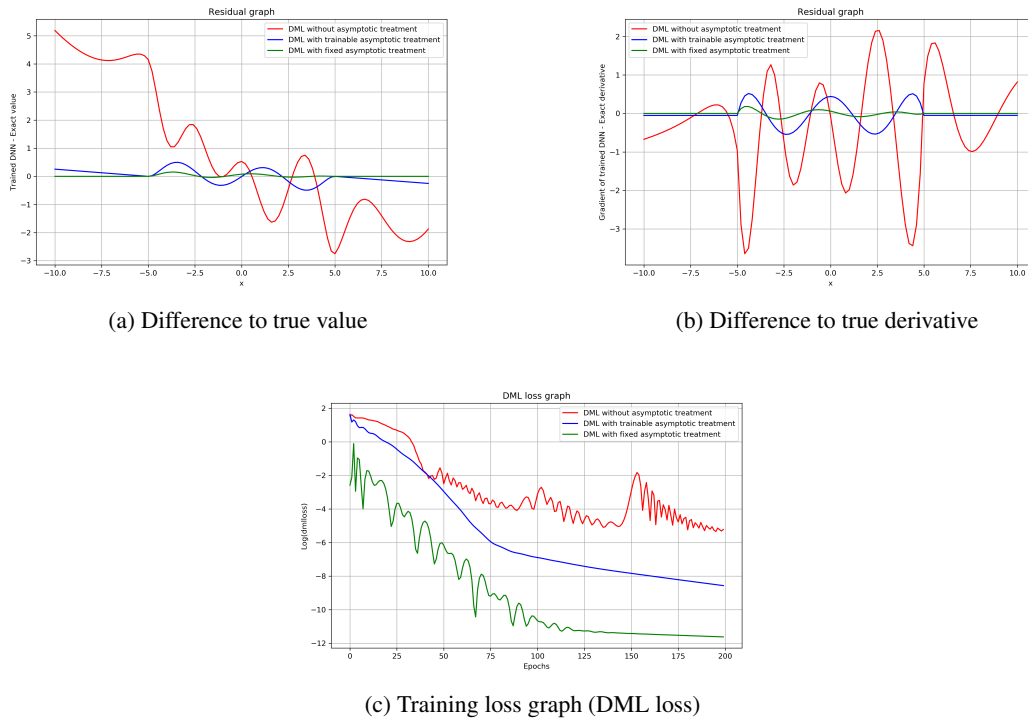 Residual graph
DML without asymptotic treatment
DML with trainable asymptotic treatment
DML with fixed asymptotic treatment
Trained DNN - Exact value
5
4
3
2
1
0
−1
−2
−3
−10.0 −7.5 −5.0 −2.5 0.0 2.5 5.0 7.5 10.0
x
(a) Difference to true value
Residual graph
DML without asymptotic treatment
DML with trainable asymptotic treatment
DML with fixed asymptotic treatment
Gradient of trained DNN - Exact derivative
2
1
0
−1
−2
−3
−10.0 −7.5 −5.0 −2.5 0.0 2.5 5.0 7.5 10.0
x
(b) Difference to true derivative
DML loss graph
DML without asymptotic treatment
DML with trainable asymptotic treatment
DML with fixed asymptotic treatment
Log(dmlloss)
2
0
−2
−4
−6
−8
−10
−12
0 25 50 75 100 125 150 175 200
Epochs
(c) Training loss graph (DML loss)